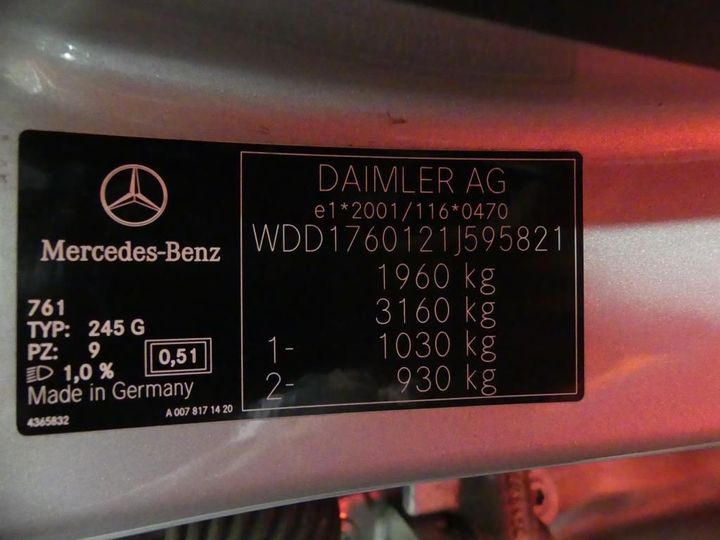 Mercedes-Benz
761
TYP: 245 G
PZ: 9
1,0 %
0,51
Made in Germany
4365832
A 007 817 14 20
DAIMLER AG
e1*2001/116*0470
WDD1760121J595821
1960 kg
3160 kg
1- 1030 kg
2- 930 kg